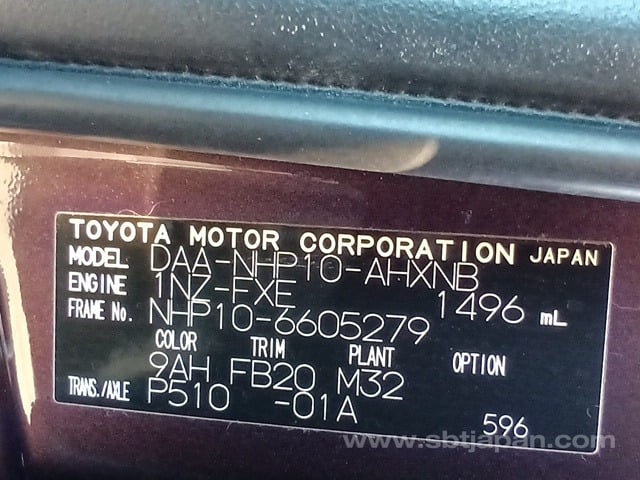 TOYOTA MOTOR CORPORATION JAPAN
MODEL DAA-NHP10-AHXNB
ENGINE 1NZ-FXE 1496 mL
FRAME No. NHP10-6605279
COLOR TRIM PLANT OPTION
9AH FB20 M32
TRANS./AXLE P510 -01A
596
www.sbtjapan.com